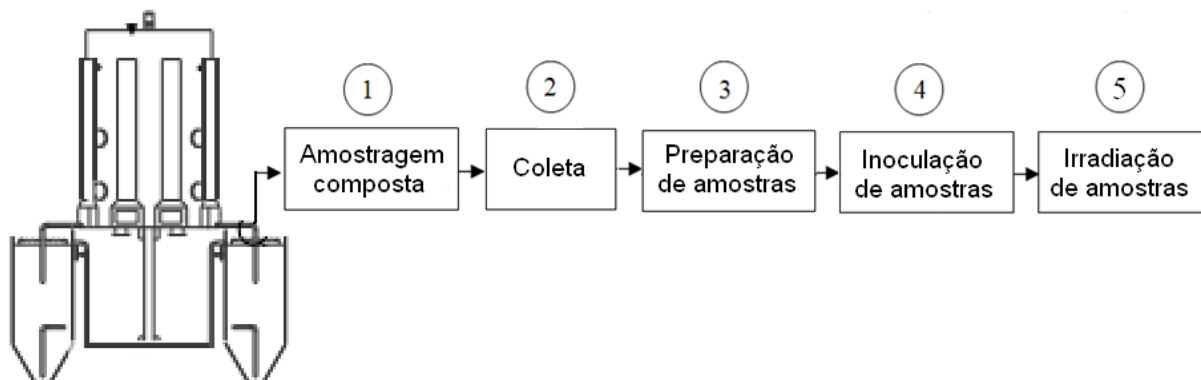 1
2
3
4
5
Amostragem
composta
Coleta
Preparação
de amostras
Inoculação
de amostras
Irradiação
de amostras